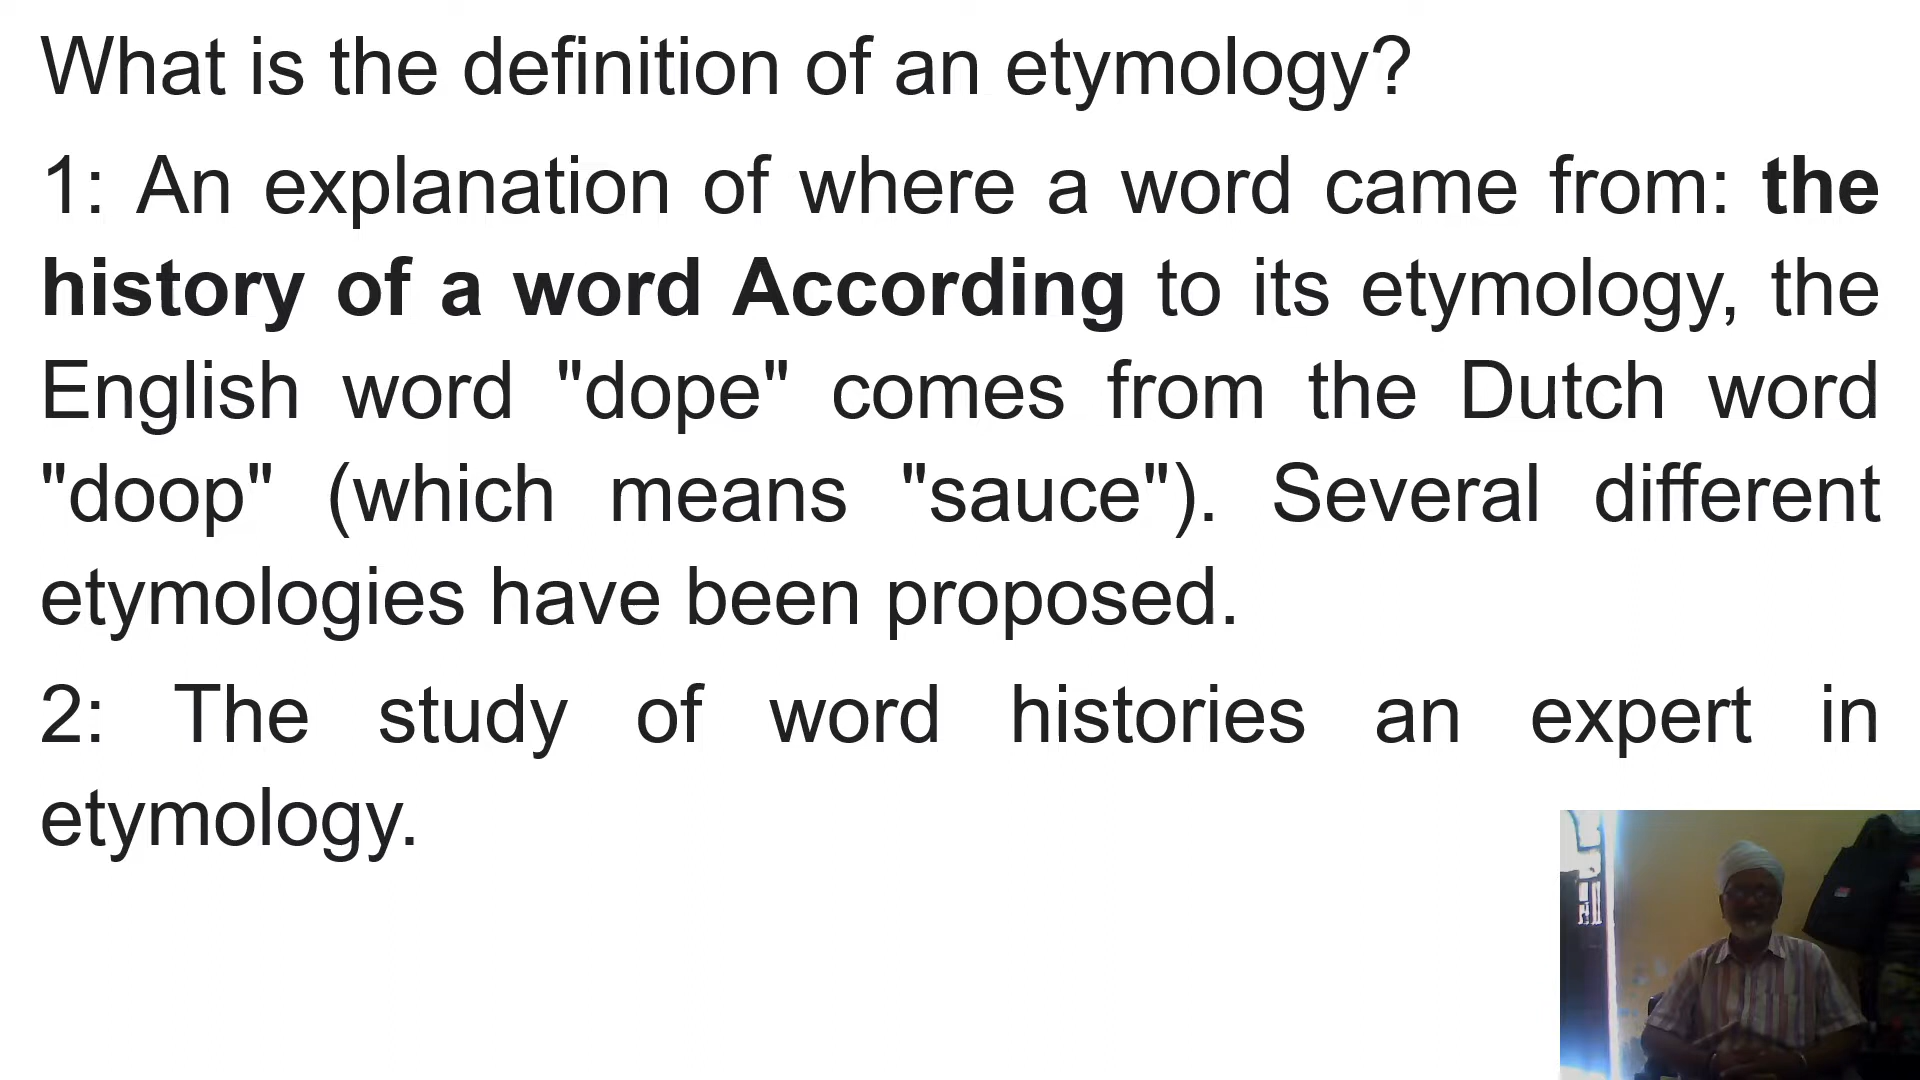 What is the definition of an etymology?
1: An explanation of where a word came from: the
history of a word According to its etymology, the
English word "dope" comes from the Dutch word
"doop" (which means "sauce"). Several different
etymologies have been proposed.
2: The study of word histories an expert in
etymology.